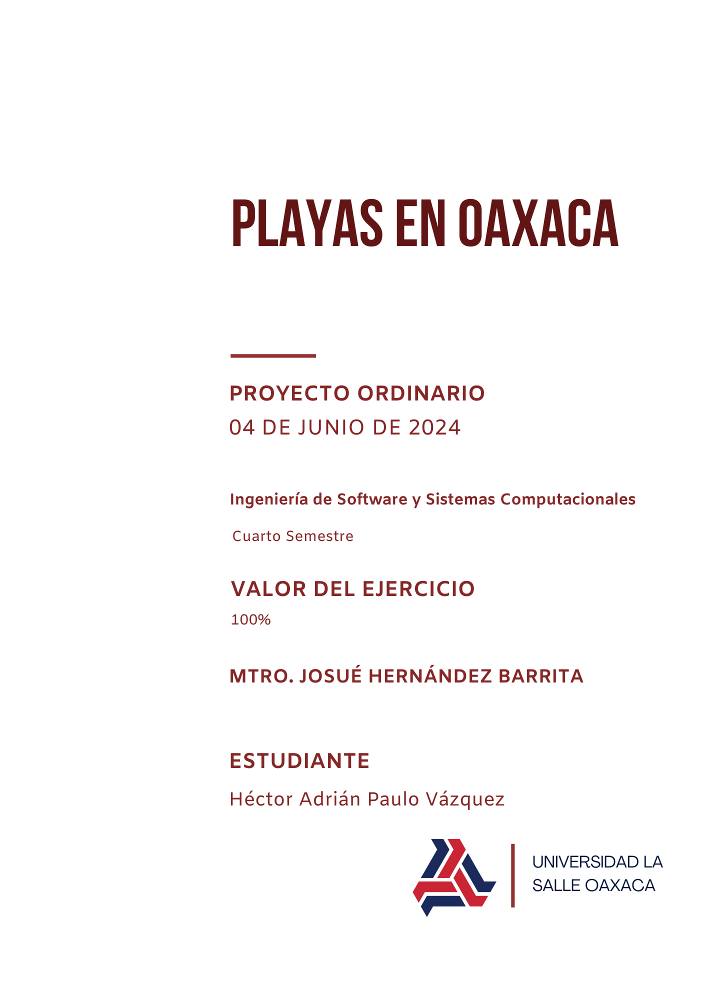 PLAYAS EN OAXACA
PROYECTO ORDINARIO
04 DE JUNIO DE 2024
Ingeniería de Software y Sistemas Computacionales
Cuarto Semestre
VALOR DEL EJERCICIO
100%
MTRO. JOSUÉ HERNÁNDEZ BARRITA
ESTUDIANTE
Héctor Adrián Paulo Vázquez
UNIVERSIDAD LA
SALLE OAXACA